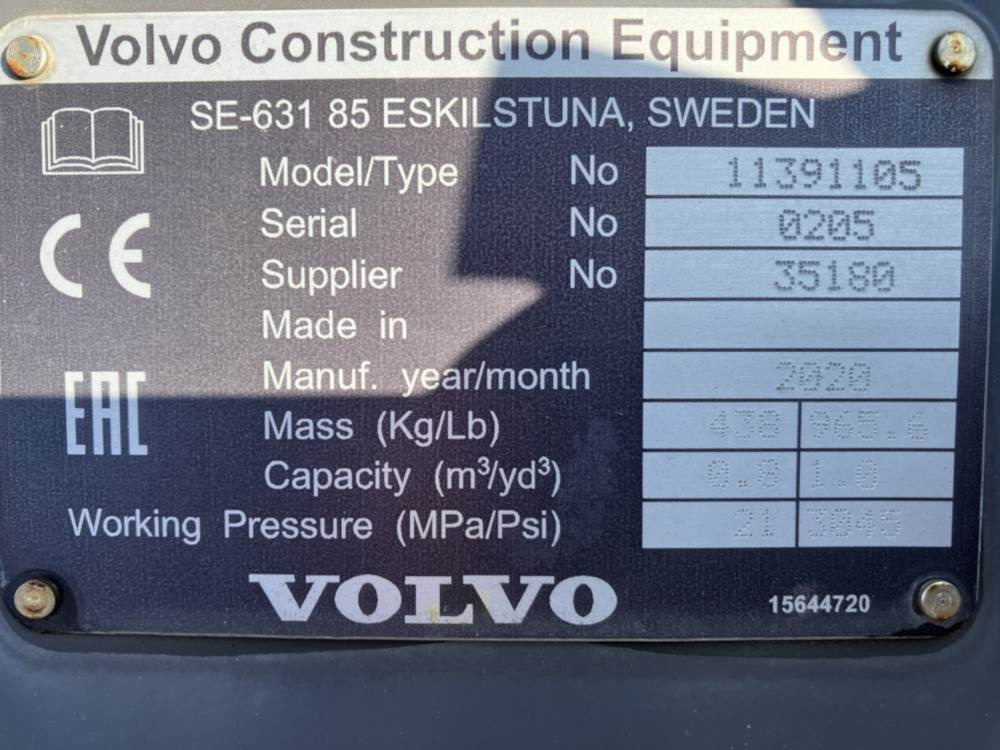 Volvo Construction Equipment
SE-631 85 ESKILSTUNA, SWEDEN
Model/Type No 11391105
Serial No 0205
Supplier No 35180
Made in
Manuf. year/month 2020
Mass (Kg/Lb) 438 965.6
Capacity (m³/yd³) 0.8 1.0
Working Pressure (MPa/Psi) 21 3045
CE
EAC
VOLVO
15644720